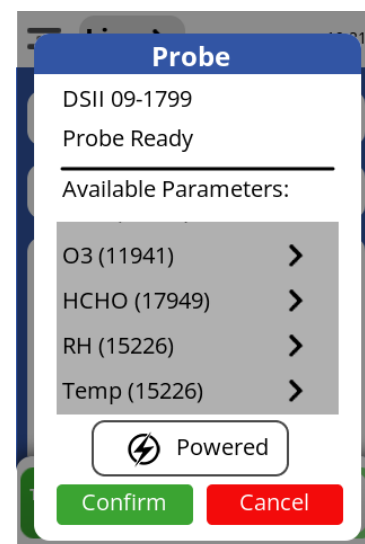 Probe
DSII 09-1799
Probe Ready
Available Parameters:
O3 (11941)
HCHO (17949)
RH (15226)
Temp (15226)
Powered
Confirm
Cancel